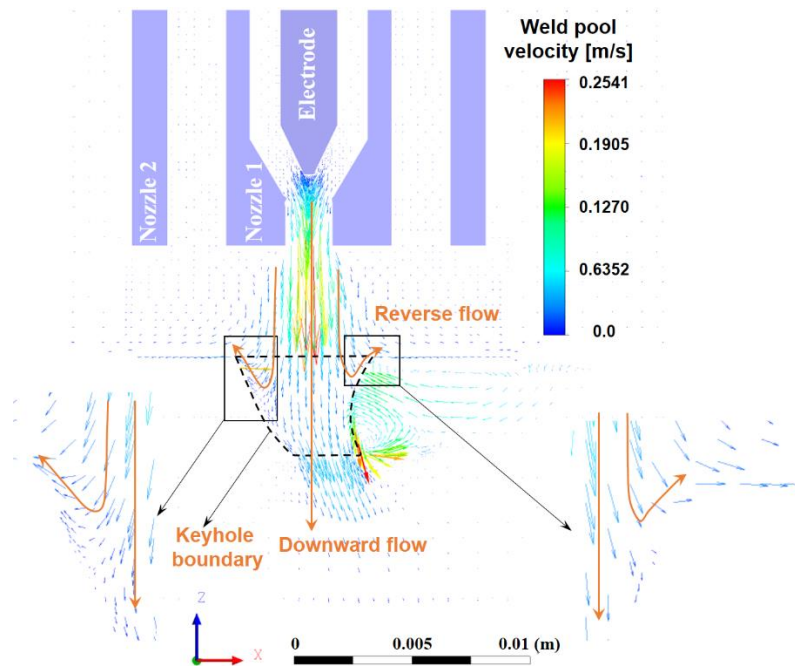 Weld pool
velocity [m/s]
0.2541
0.1905
0.1270
0.6352
0.0
Electrode
Nozzle 2
Nozzle 1
Reverse flow
Keyhole
boundary
Downward flow
Z
X
0 0.005 0.01 (m)